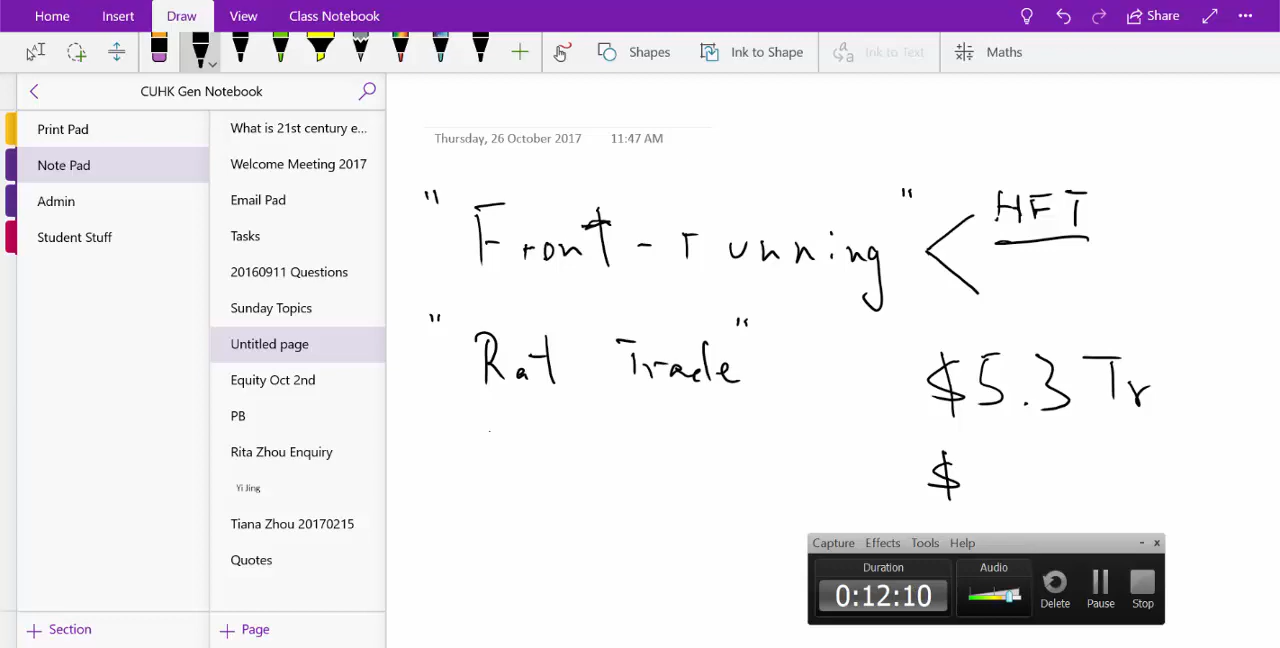 Home Insert Draw View Class Notebook Share
Shapes Ink to Shape Ink to Text Maths
CUHK Gen Notebook
Print Pad
Note Pad
Admin
Student Stuff
What is 21st century e...
Welcome Meeting 2017
Email Pad
Tasks
20160911 Questions
Sunday Topics
Untitled page
Equity Oct 2nd
PB
Rita Zhou Enquiry
Yi Jing
Tiana Zhou 20170215
Quotes
Section
Page
Thursday, 26 October 2017 11:47 AM
"Front-running" < HFT
"Rat Trade"
$5.3 Tr
$
Capture Effects Tools Help
Duration Audio
0:12:10
Delete Pause Stop